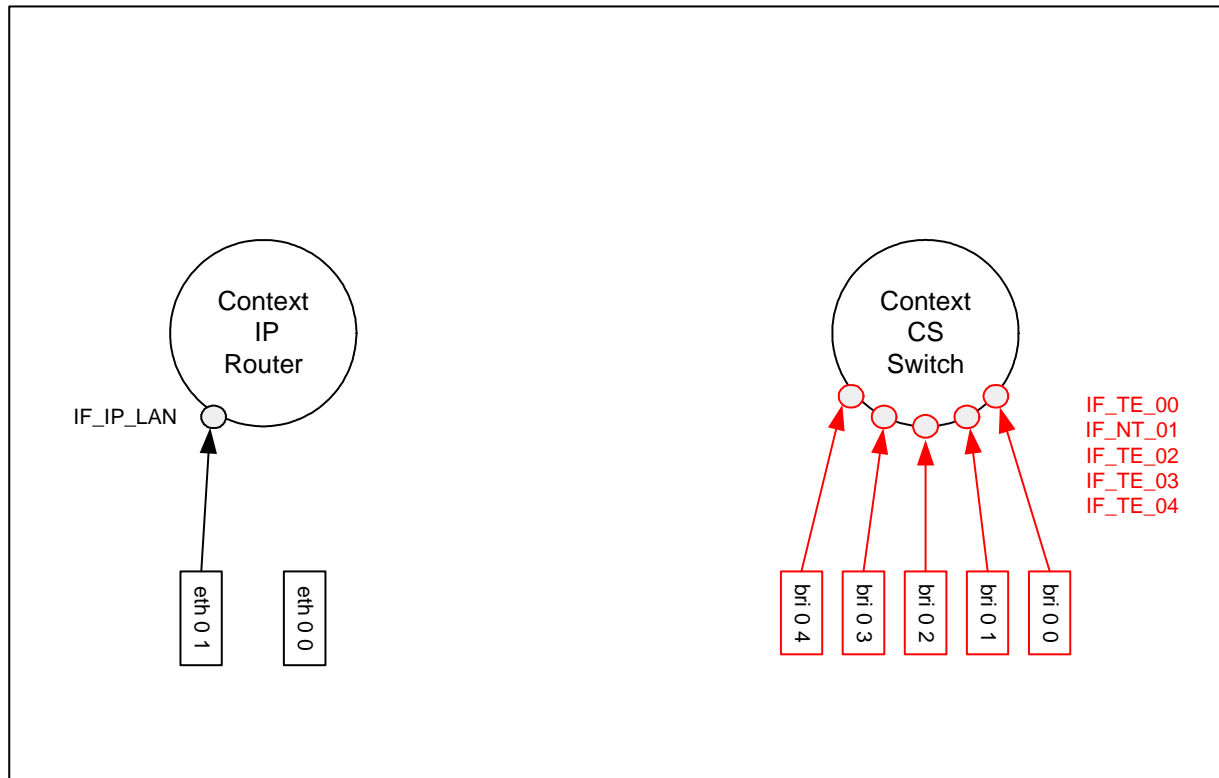 Context
IP
Router
IF_IP_LAN
eth 0 1
eth 0 0
Context
CS
Switch
IF_TE_00
IF_NT_01
IF_TE_02
IF_TE_03
IF_TE_04
bri 0 4
bri 0 3
bri 0 2
bri 0 1
bri 0 0